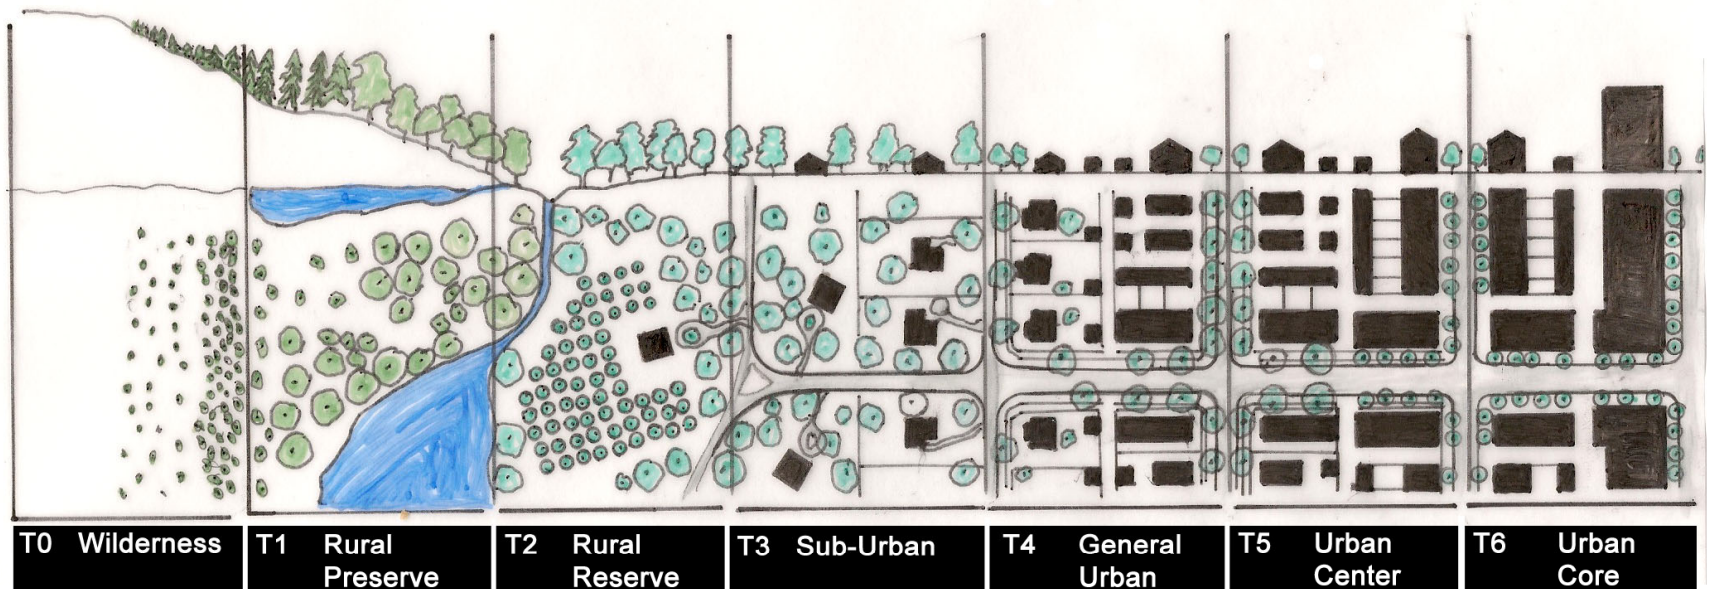 T0 Wilderness
T1 Rural
Preserve
T2 Rural
Reserve
T3 Sub-Urban
T4 General
Urban
T5 Urban
Center
T6 Urban
Core